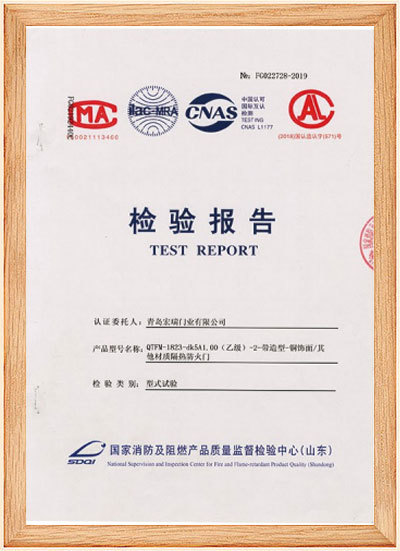 №: FG022728-2019
MA
ilac-MRA
CNAS
中国认可
国际互认
检测
TESTING
CNAS L1177
CAL
160021113400
(2018)国认监认字(571)号
检验报告
TEST REPORT
认证委托人: 青岛宏瑞门业有限公司
产品型号名称: QTFM-1823-dk5A1.00（乙级）-2-带造型-铜饰面/其
他材质隔热防火门
检验类别: 型式试验
SDQI
国家消防及阻燃产品质量监督检验中心(山东)
National Supervision and Inspection Center for Fire and Flame-retardant Product Quality (Shandong)